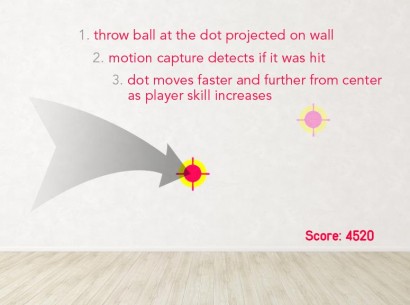 1. throw ball at the dot projected on wall
2. motion capture detects if it was hit
3. dot moves faster and further from center
as player skill increases
Score: 4520